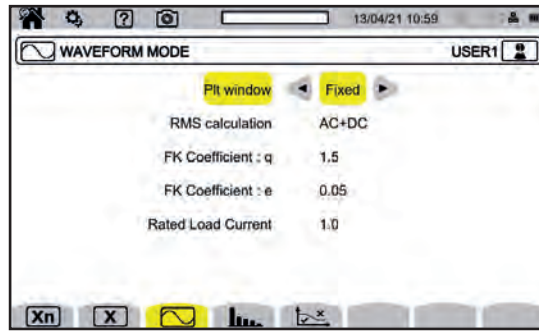 ? 13/04/21 10:59
WAVEFORM MODE USER1
Plt window Fixed
RMS calculation AC+DC
FK Coefficient : q 1.5
FK Coefficient : e 0.05
Rated Load Current 1.0
Xn X